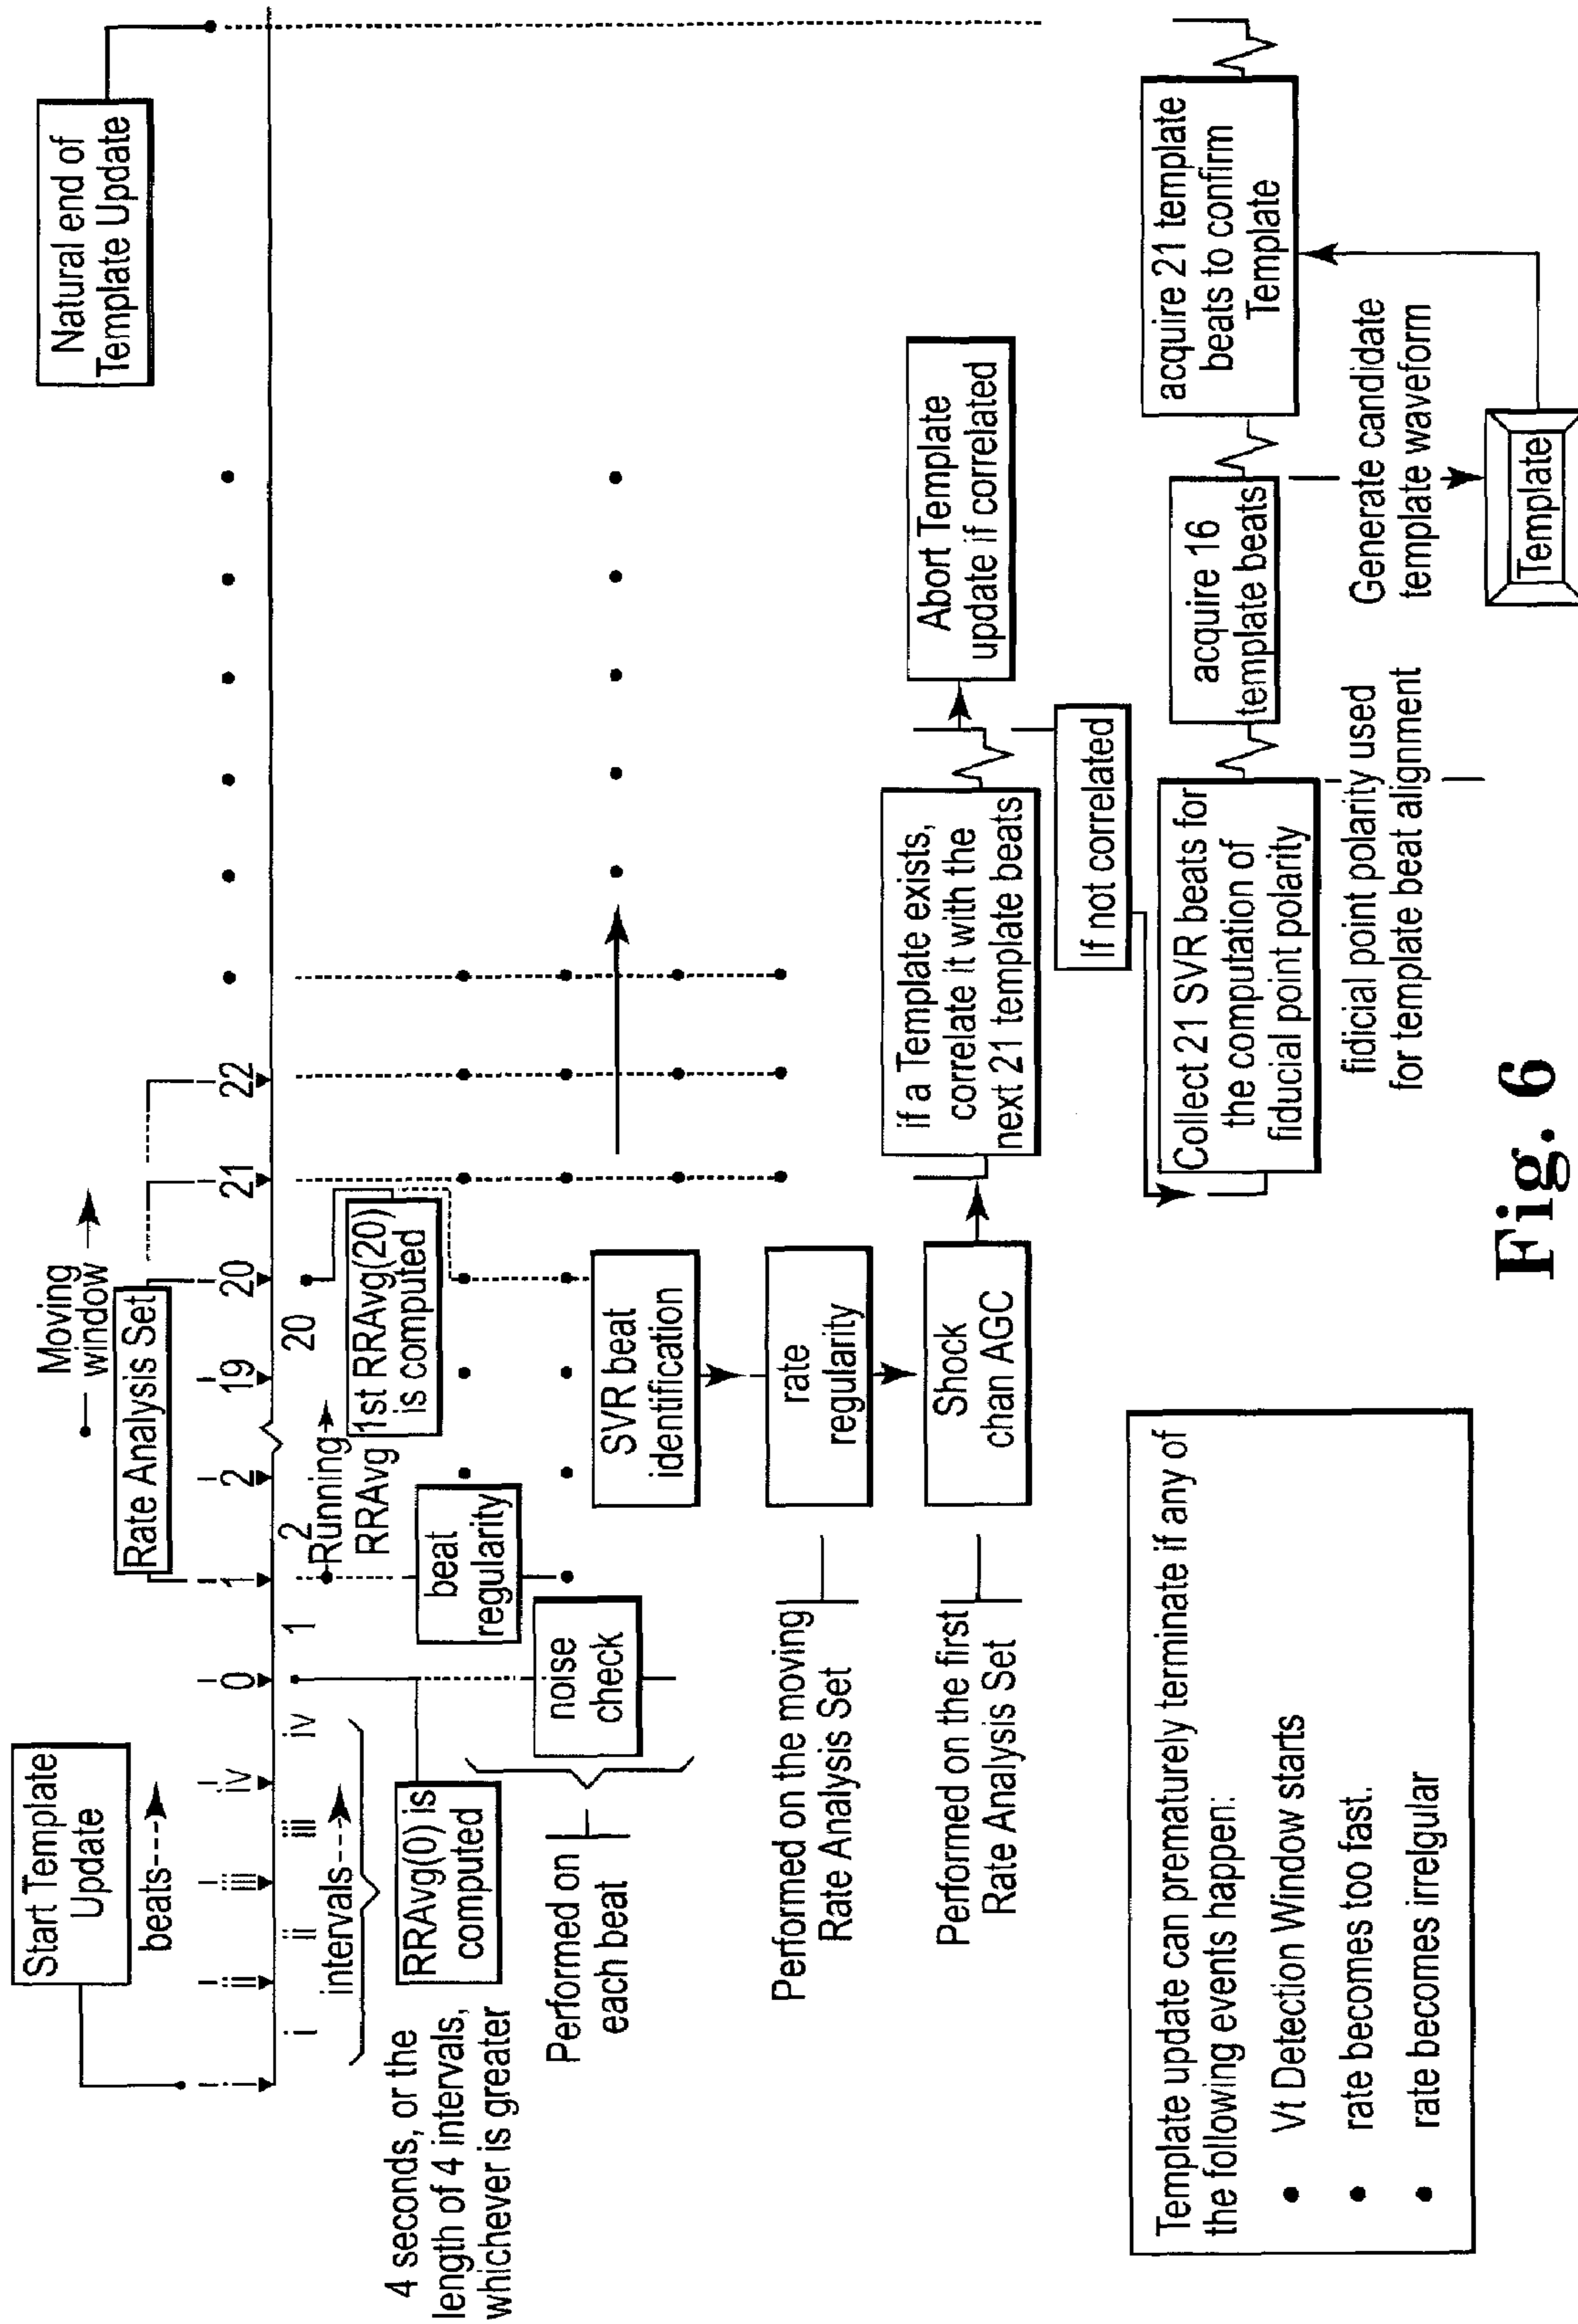 Start Template
Update
beats
Moving
window
Rate Analysis Set
Natural end of
Template Update
i
ii
iii
iv
0
1
2
19
20
21
22
i
ii
iii
iv
1
2
20
intervals
Running
RRAvg
4 seconds, or the
length of 4 intervals,
whichever is greater
RRAvg(0) is
computed
1st RRAvg(20)
is computed
beat
regularity
noise
check
Performed on
each beat
SVR beat
identification
Performed on the moving
Rate Analysis Set
rate
regularity
Performed on the first
Rate Analysis Set
Shock
chan AGC
if a Template exists,
correlate it with the
next 21 template beats
Abort Template
update if correlated
If not correlated
Collect 21 SVR beats for
the computation of
fiducial point polarity
acquire 16
template beats
acquire 21 template
beats to confirm
Template
fidicial point polarity used
for template beat alignment
Generate candidate
template waveform
Template
Template update can prematurely terminate if any of
the following events happen:
• Vt Detection Window starts
• rate becomes too fast.
• rate becomes irrelgular
Fig. 6